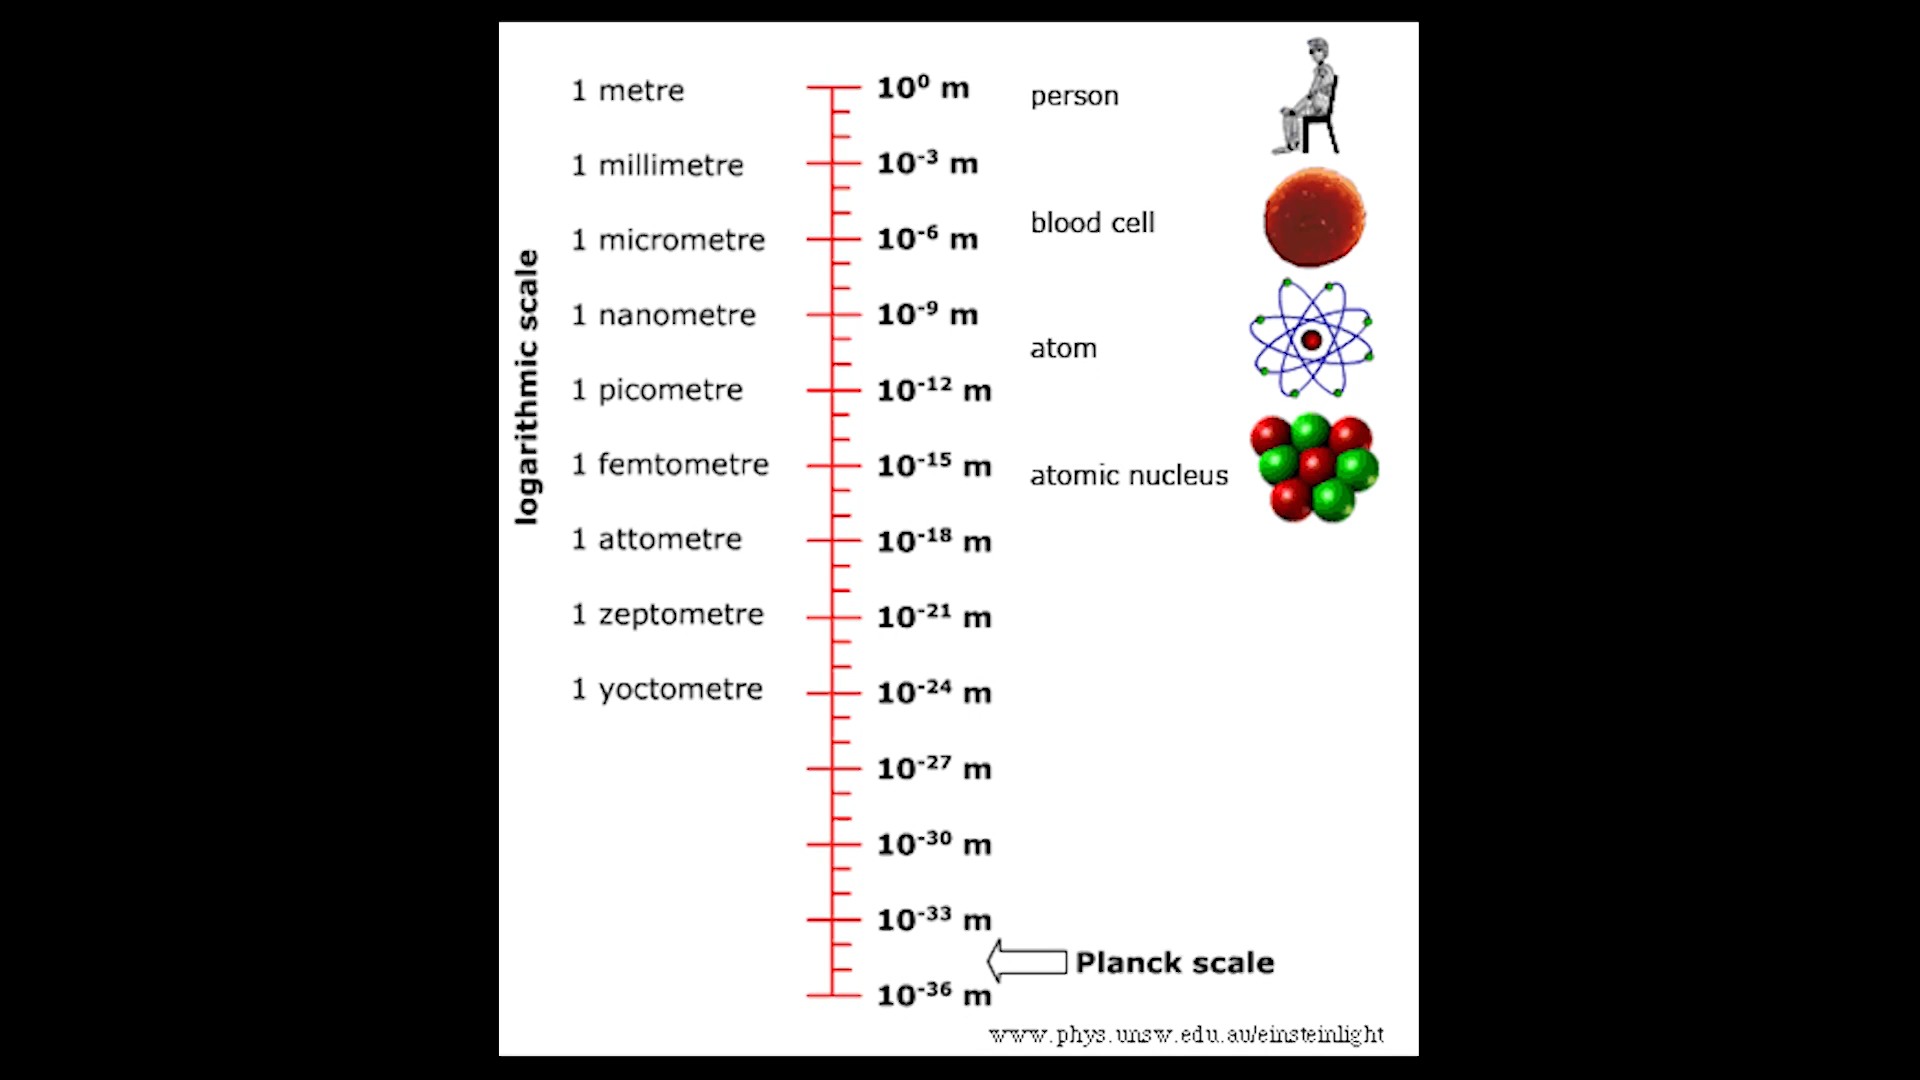 1 metre 10⁰ m person
1 millimetre 10⁻³ m
blood cell
1 micrometre 10⁻⁶ m
logarithmic scale
1 nanometre 10⁻⁹ m
atom
1 picometre 10⁻¹² m
1 femtometre 10⁻¹⁵ m atomic nucleus
1 attometre 10⁻¹⁸ m
1 zeptometre 10⁻²¹ m
1 yoctometre 10⁻²⁴ m
10⁻²⁷ m
10⁻³⁰ m
10⁻³³ m
Planck scale
10⁻³⁶ m
www.phys.unsw.edu.au/einsteinlight